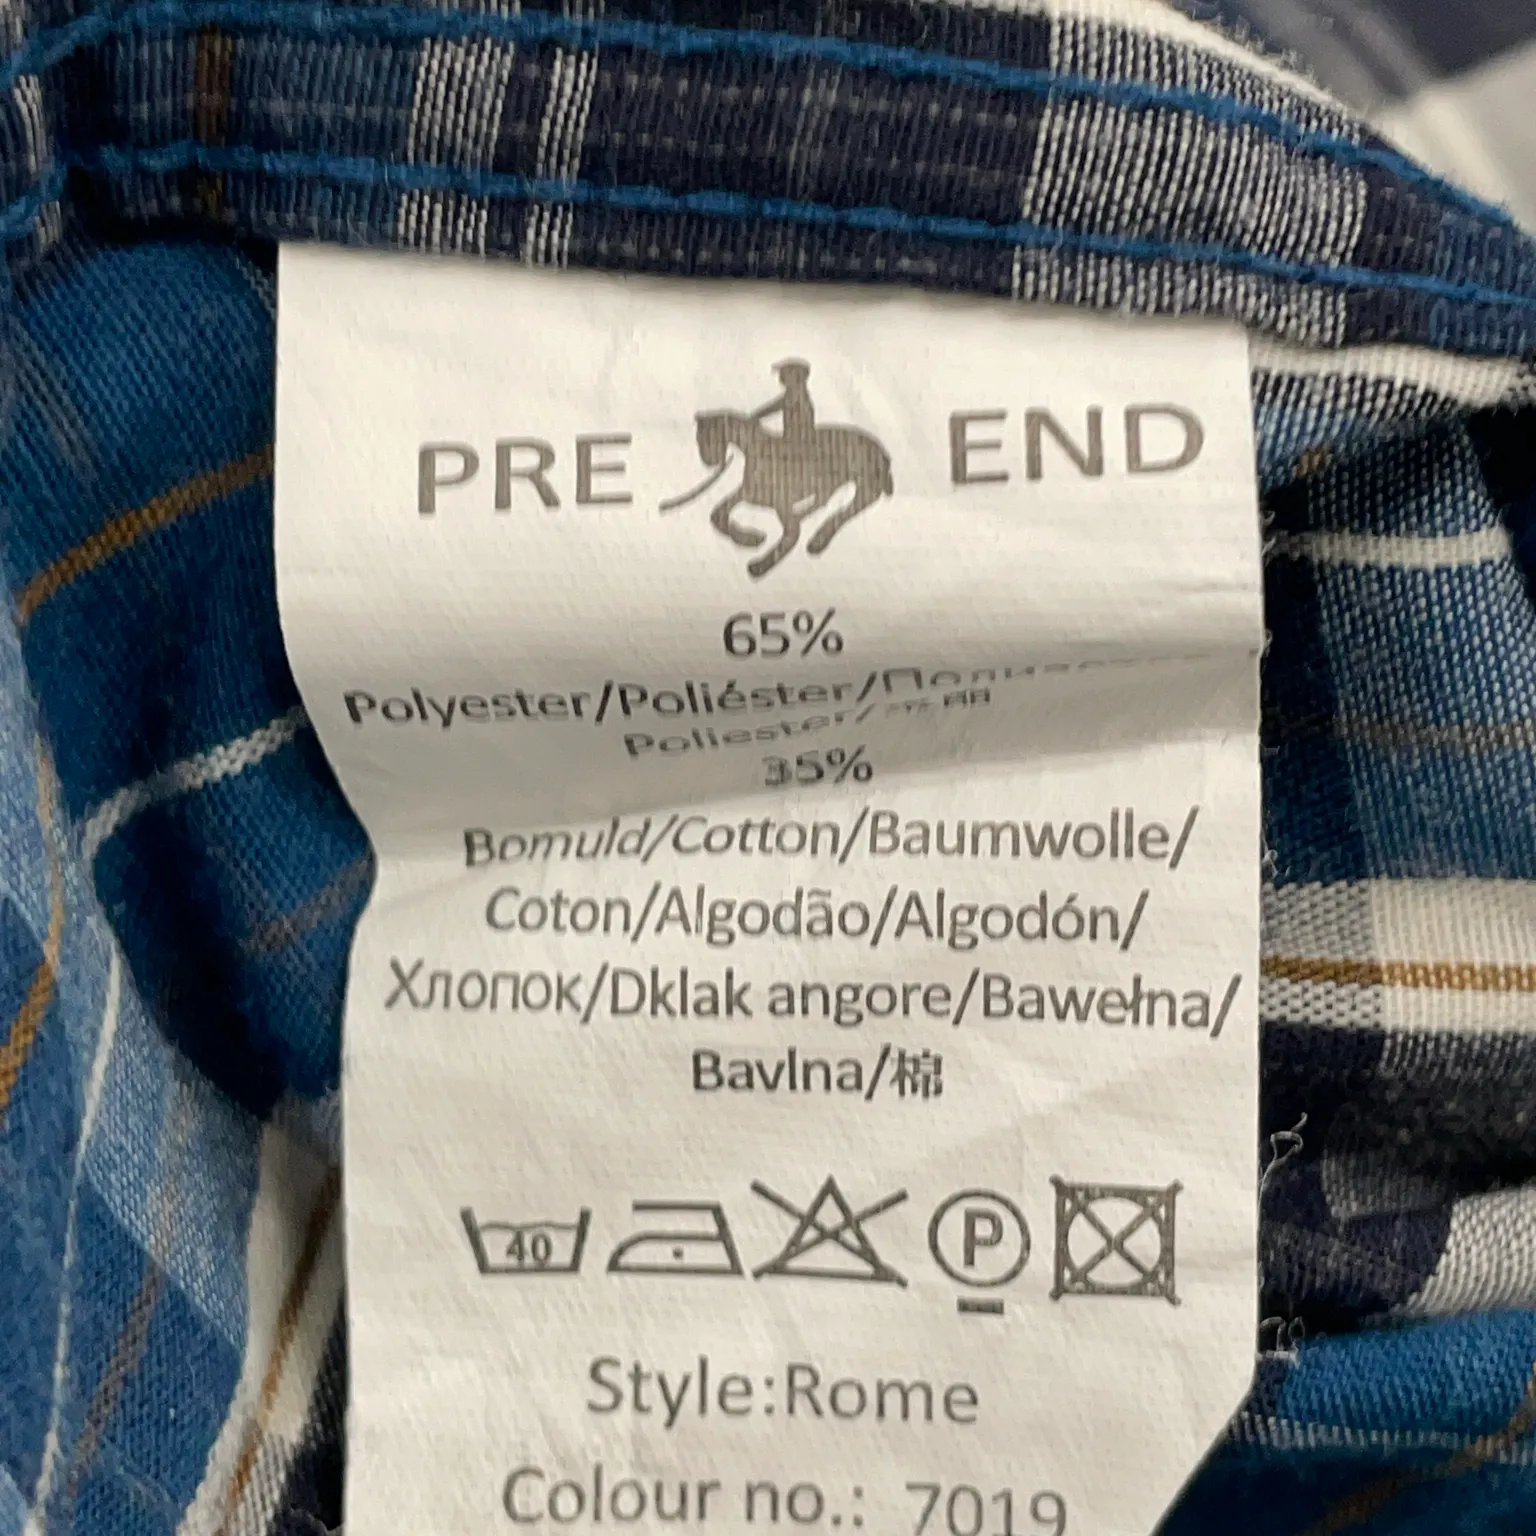 PRE END
65%
Polyester/Poliéster/
Poliester/
35%
Bomuld/Cotton/Baumwolle/
Coton/Algodão/Algodón/
Хлопок/Dklak angore/Bawełna/
Bavlna/棉
40 P
Style:Rome
Colour no.: 7019